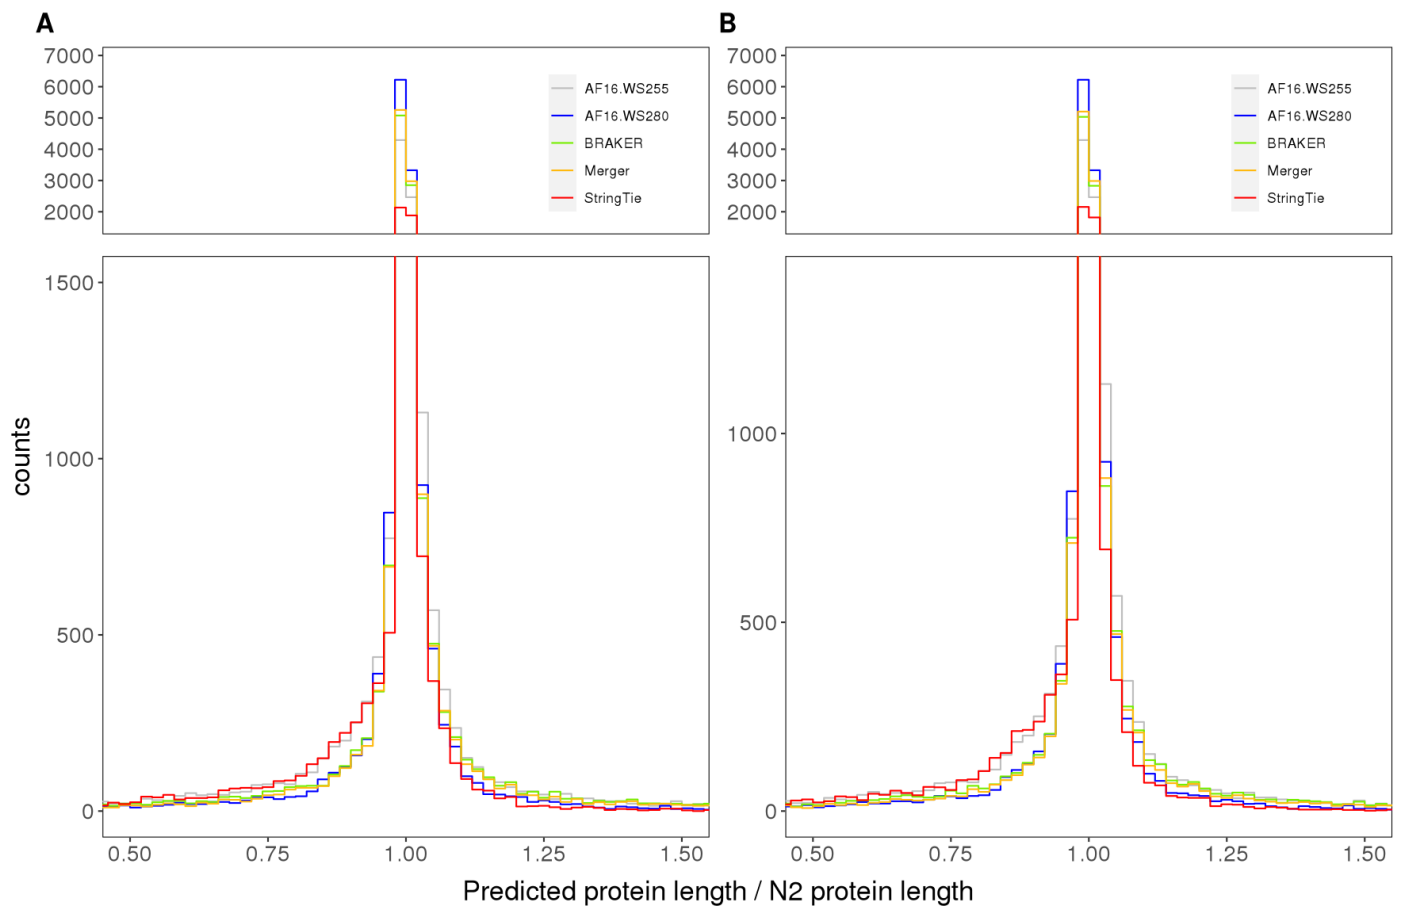 A
B
7000
6000
5000
4000
3000
2000
AF16.WS255
AF16.WS280
BRAKER
Merger
StringTie
7000
6000
5000
4000
3000
2000
AF16.WS255
AF16.WS280
BRAKER
Merger
StringTie
counts
1500
1000
500
0
1000
500
0
0.50 0.75 1.00 1.25 1.50
0.50 0.75 1.00 1.25 1.50
Predicted protein length / N2 protein length